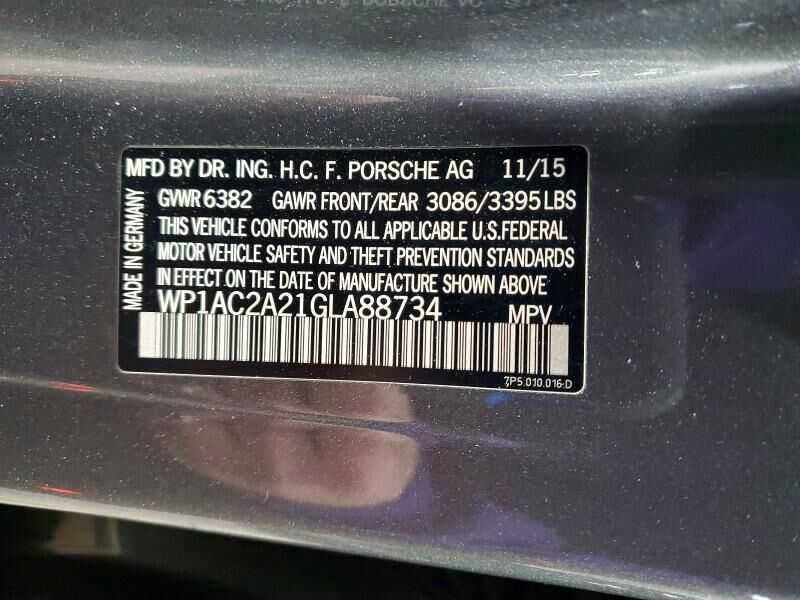 MFD BY DR. ING. H.C. F. PORSCHE AG 11/15
MADE IN GERMANY
GVWR 6382 GAWR FRONT/REAR 3086/3395 LBS
THIS VEHICLE CONFORMS TO ALL APPLICABLE U.S.FEDERAL
MOTOR VEHICLE SAFETY AND THEFT PREVENTION STANDARDS
IN EFFECT ON THE DATE OF MANUFACTURE SHOWN ABOVE
WP1AC2A21GLA88734 MPV
7P5.010.016-D